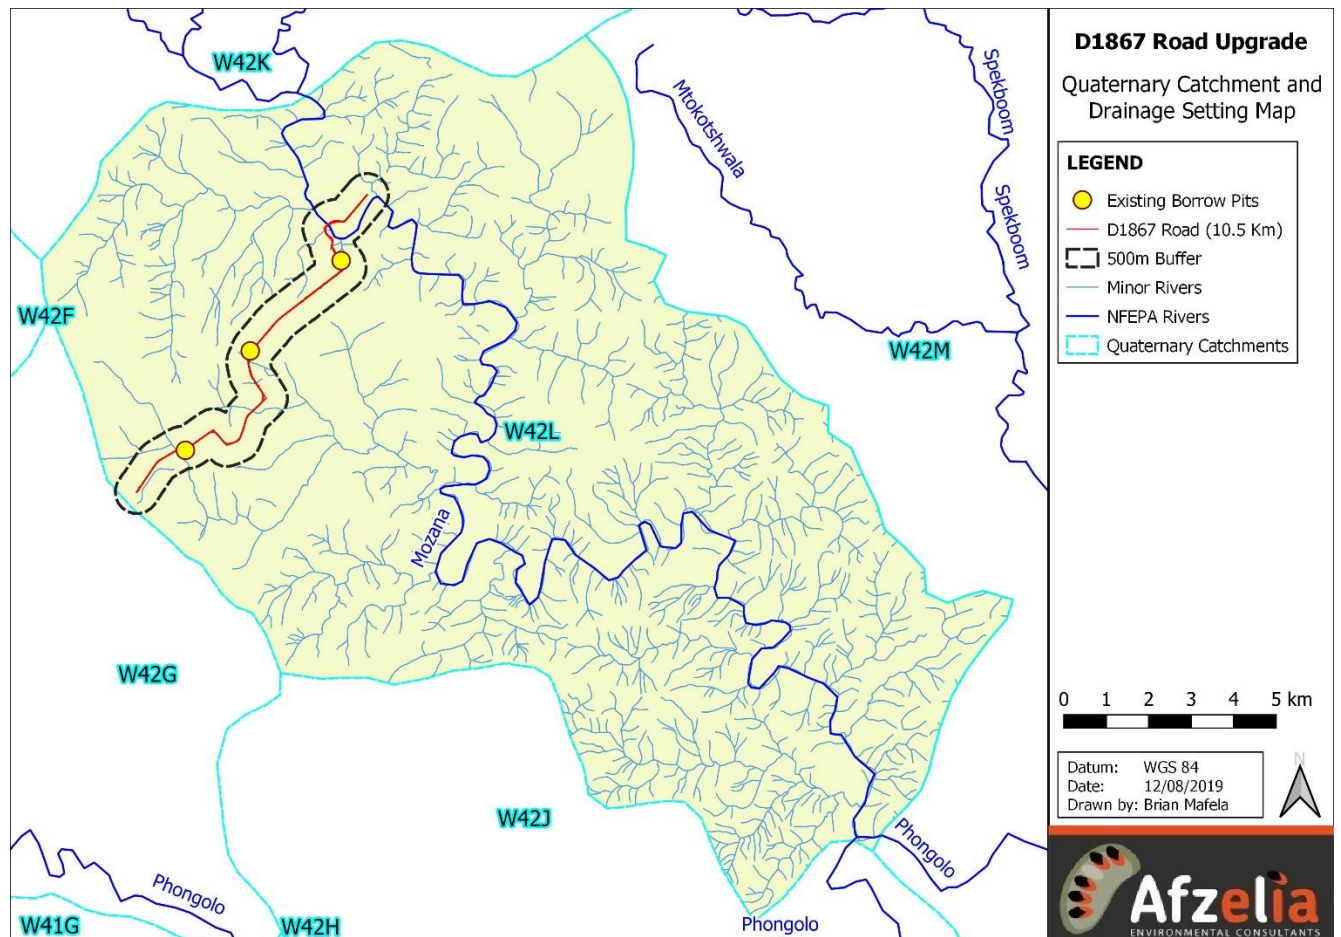 W42K
Mtokotshwala
Spekboom
Spekboom
W42F
W42M
W42L
Mozana
W42G
W42J
Phongolo
Phongolo
Phongolo
W41G
W42H
D1867 Road Upgrade
Quaternary Catchment and
Drainage Setting Map
LEGEND
Existing Borrow Pits
D1867 Road (10.5 Km)
500m Buffer
Minor Rivers
NFEPA Rivers
Quaternary Catchments
0 1 2 3 4 5 km
Datum: WGS 84
Date: 12/08/2019
Drawn by: Brian Mafela
N
Afzelia
ENVIRONMENTAL CONSULTANTS